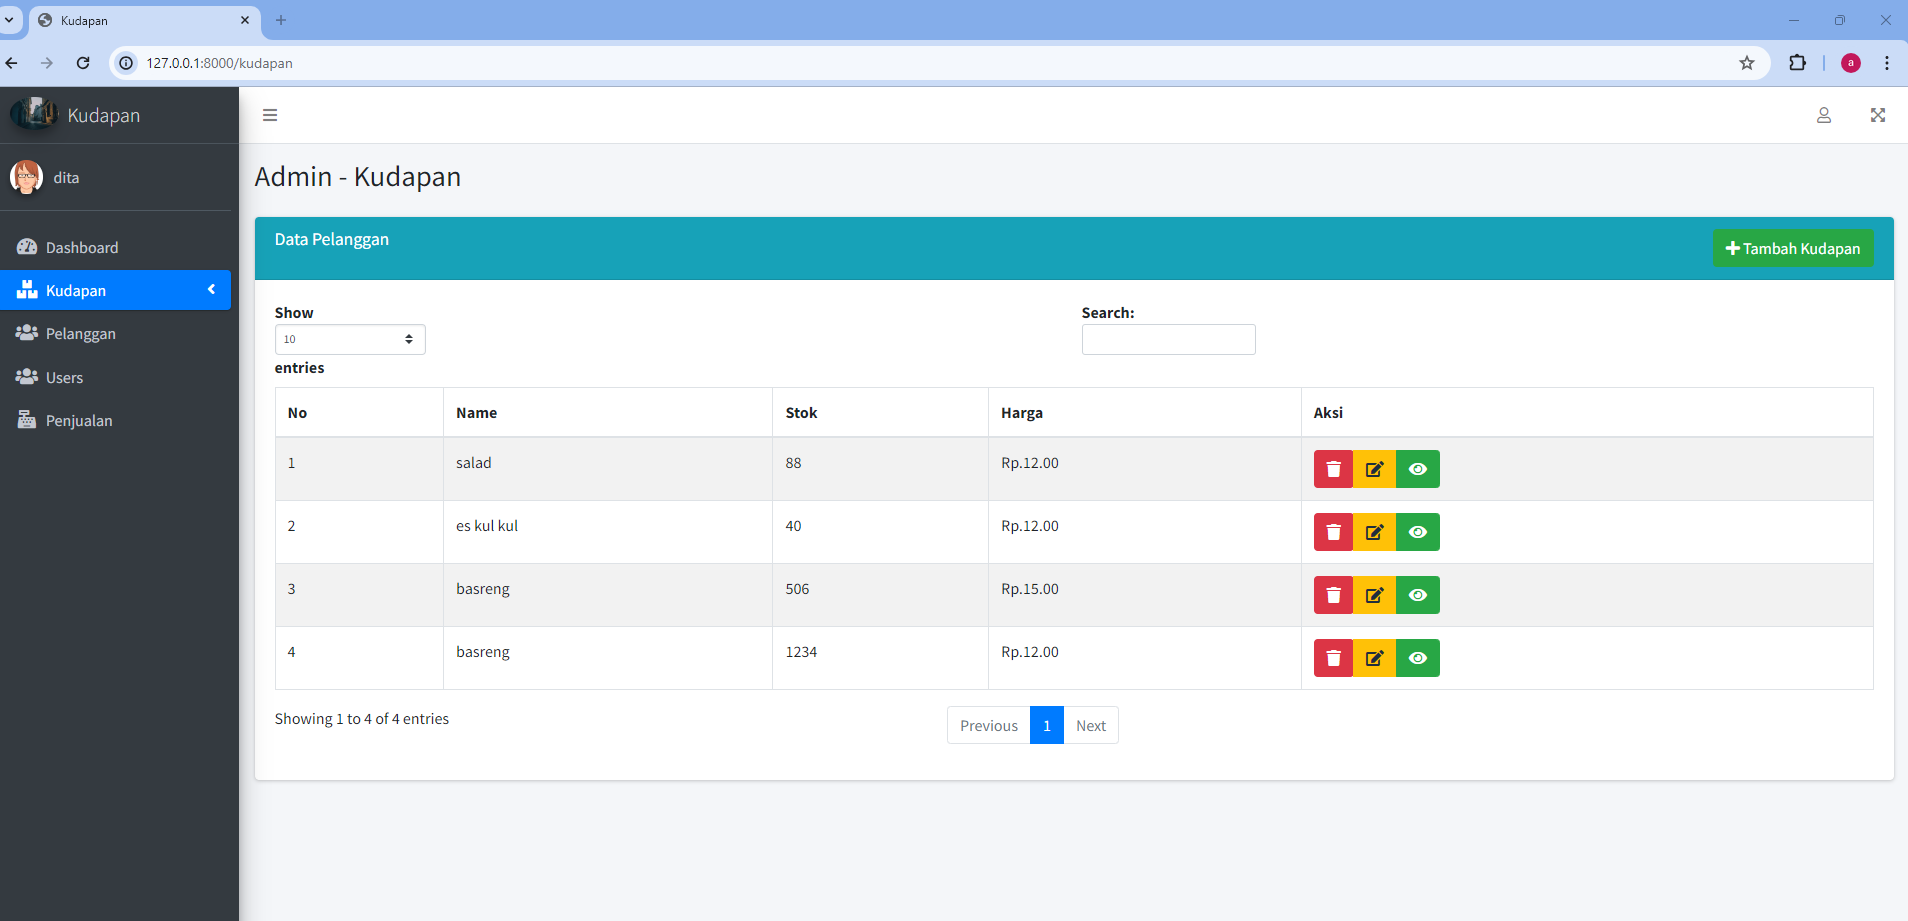 Kudapan
127.0.0.1:8000/kudapan
a
Kudapan
dita
Dashboard
Kudapan
Pelanggan
Users
Penjualan
Admin - Kudapan
Data Pelanggan
Tambah Kudapan
Show
10
entries
Search:
No Name Stok Harga Aksi
1 salad 88 Rp.12.00
2 es kul kul 40 Rp.12.00
3 basreng 506 Rp.15.00
4 basreng 1234 Rp.12.00
Showing 1 to 4 of 4 entries
Previous 1 Next